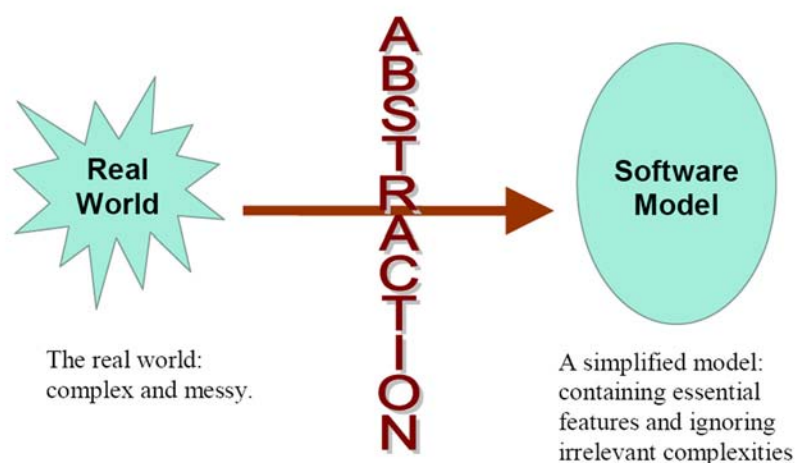 Real
World
ABSTRACTION
Software
Model
The real world:
complex and messy.
A simplified model:
containing essential
features and ignoring
irrelevant complexities